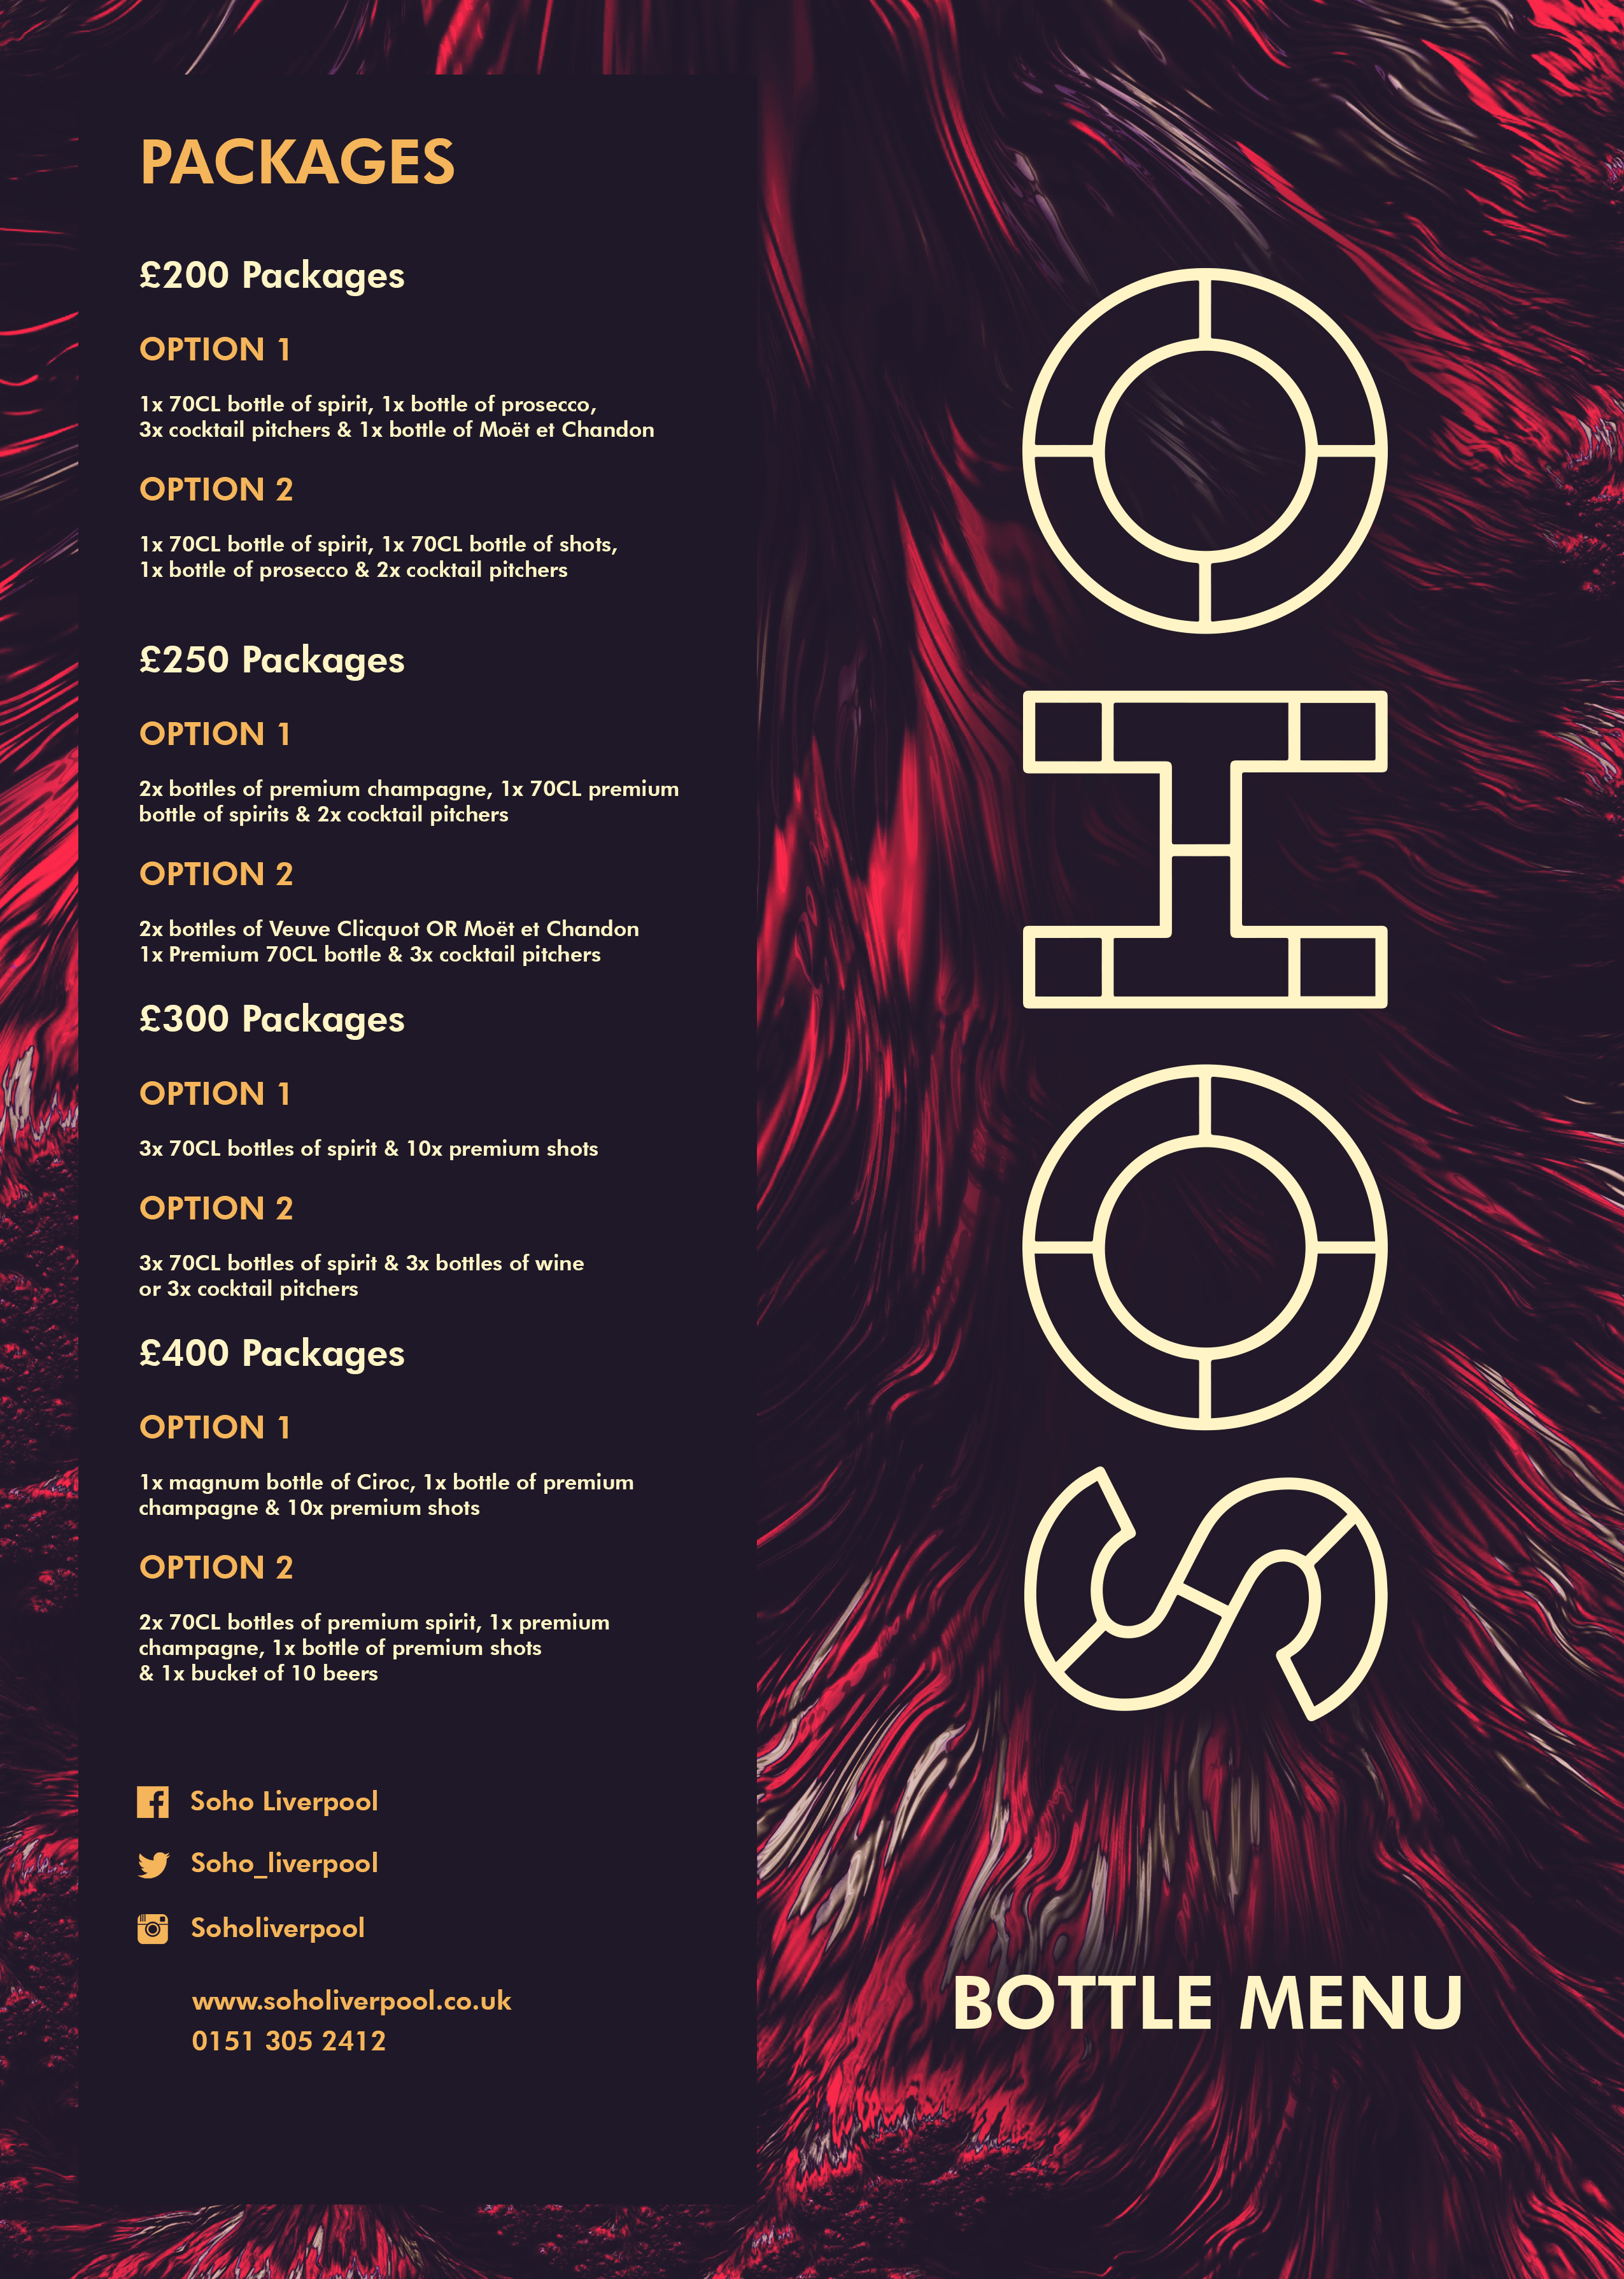 PACKAGES
£200 Packages
OPTION 1
1x 70CL bottle of spirit, 1x bottle of prosecco,
3x cocktail pitchers & 1x bottle of Moët et Chandon
OPTION 2
1x 70CL bottle of spirit, 1x 70CL bottle of shots,
1x bottle of prosecco & 2x cocktail pitchers
£250 Packages
OPTION 1
2x bottles of premium champagne, 1x 70CL premium
bottle of spirits & 2x cocktail pitchers
OPTION 2
2x bottles of Veuve Clicquot OR Moët et Chandon
1x Premium 70CL bottle & 3x cocktail pitchers
£300 Packages
OPTION 1
3x 70CL bottles of spirit & 10x premium shots
OPTION 2
3x 70CL bottles of spirit & 3x bottles of wine
or 3x cocktail pitchers
£400 Packages
OPTION 1
1x magnum bottle of Ciroc, 1x bottle of premium
champagne & 10x premium shots
OPTION 2
2x 70CL bottles of premium spirit, 1x premium
champagne, 1x bottle of premium shots
& 1x bucket of 10 beers
Soho Liverpool
Soho_liverpool
Soholiverpool
www.soholiverpool.co.uk
0151 305 2412
SOHO
BOTTLE MENU